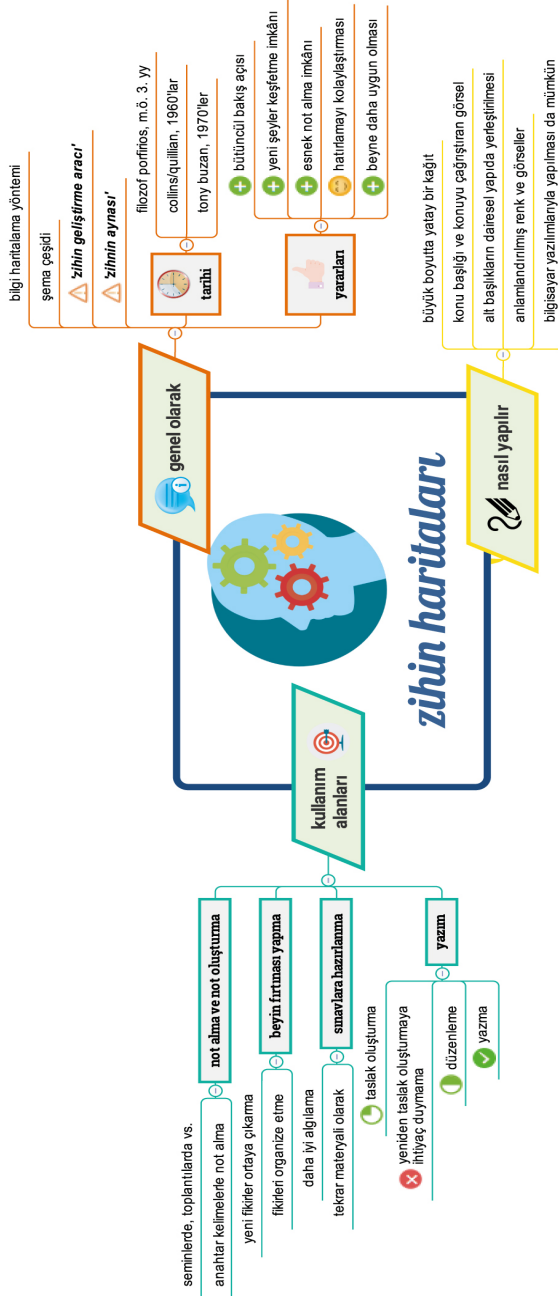 zihin haritaları
genel olarak
bilgi haritalama yöntemi
şema çeşidi
'zihin geliştirme aracı'
'zihnin aynası'
tarihi
filozof porfirios, m.ö. 3. yy
collins/quillian, 1960'lar
tony buzan, 1970'ler
yararları
bütüncül bakış açısı
yeni şeyler keşfetme imkânı
esnek not alma imkânı
hatırlamayı kolaylaştırması
beyne daha uygun olması
nasıl yapılır
büyük boyutta yatay bir kağıt
konu başlığı ve konuyu çağrıştıran görsel
alt başlıkların dairesel yapıda yerleştirilmesi
anlamlandırılmış renk ve görseller
bilgisayar yazılımlarıyla yapılması da mümkün
kullanım
alanları
not alma ve not oluşturma
seminlerde, toplantılarda vs.
anahtar kelimelerle not alma
beyin fırtınası yapma
yeni fikirler ortaya çıkarma
fikirleri organize etme
sınavlara hazırlanma
daha iyi algılama
tekrar materyali olarak
yazım
taslak oluşturma
yeniden taslak oluşturmaya
ihtiyaç duymama
düzenleme
yazma